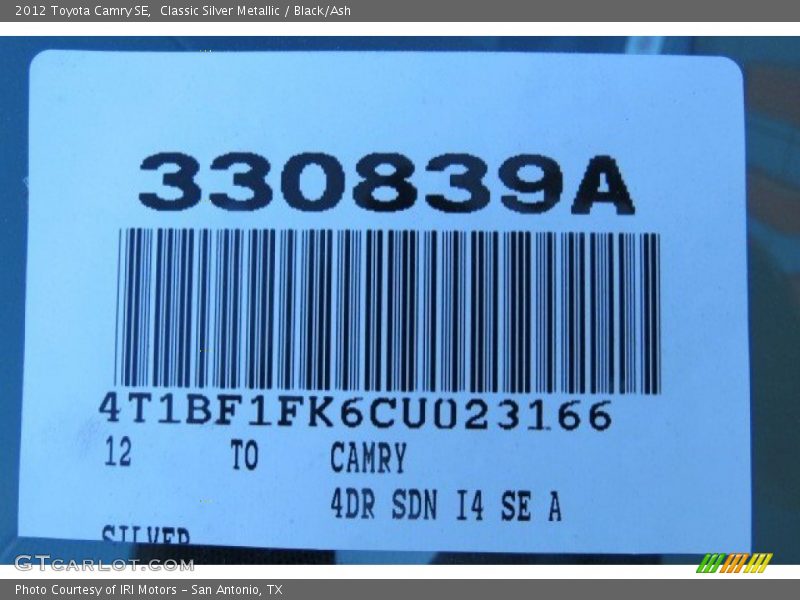 2012 Toyota Camry SE,  Classic Silver Metallic / Black/Ash
330839A
4T1BF1FK6CU023166
12 TO CAMRY
4DR SDN I4 SE A
SILVER
GTCarlot.com
Photo Courtesy of IRI Motors – San Antonio, TX